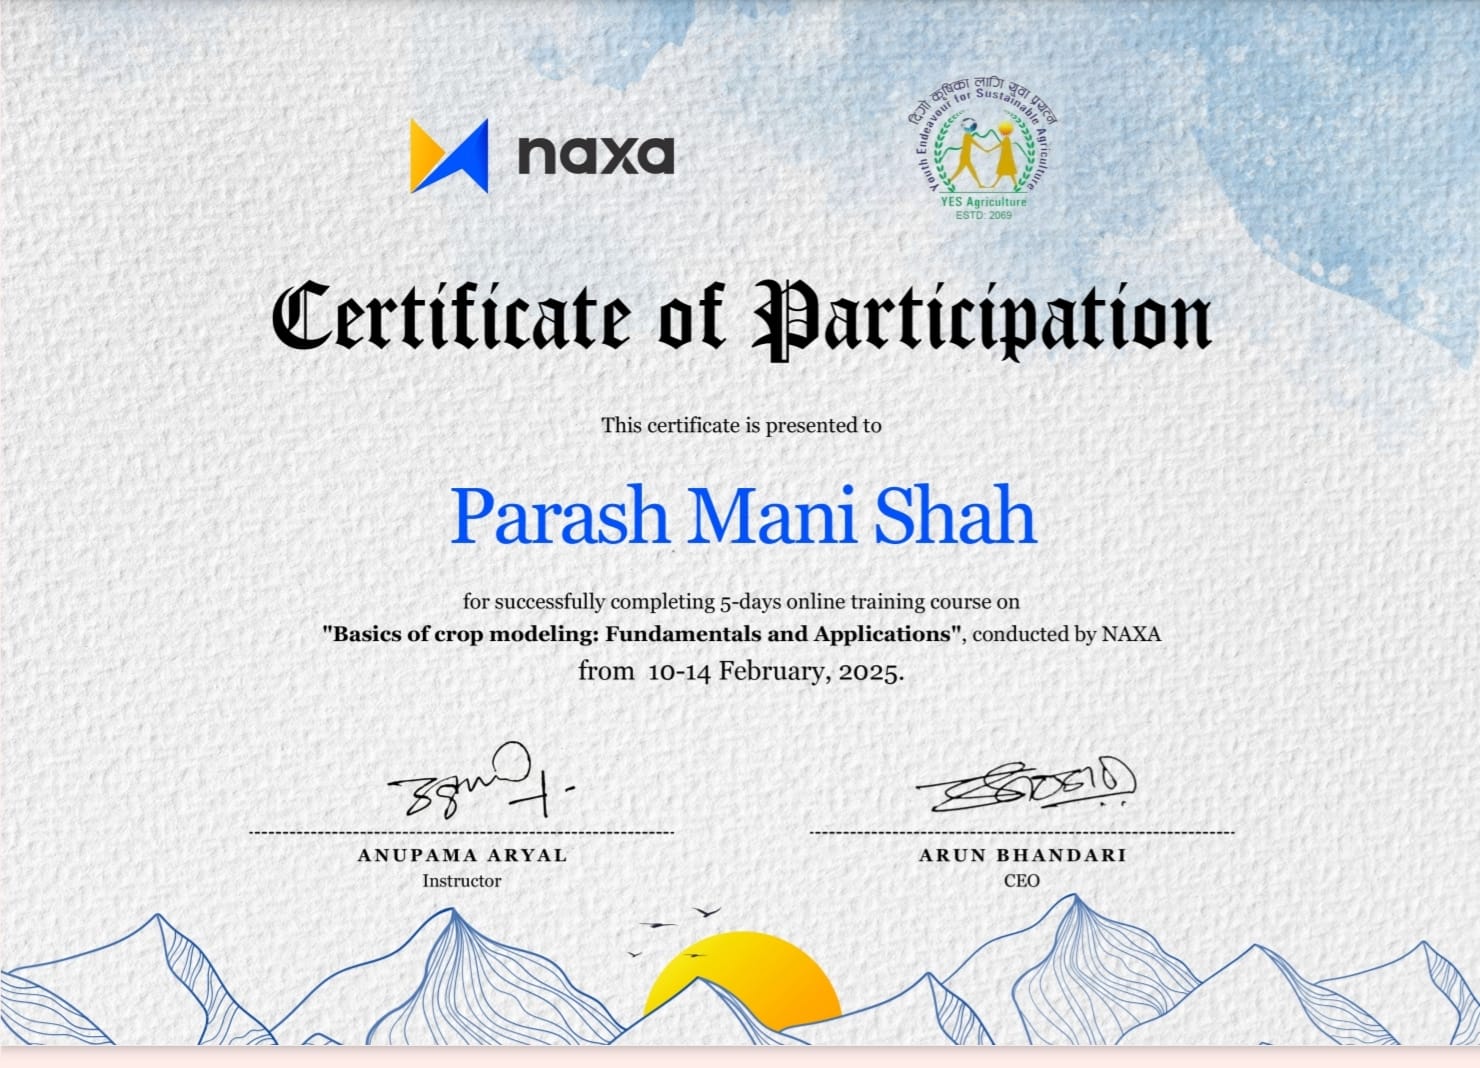 naxa
दिगो कृषिका लागि युवा प्रयत्न
Youth Endeavour for Sustainable Agriculture
YES Agriculture
ESTD: 2069
Certificate of Participation
This certificate is presented to
Parash Mani Shah
for successfully completing 5-days online training course on
"Basics of crop modeling: Fundamentals and Applications", conducted by NAXA
from 10-14 February, 2025.
ANUPAMA ARYAL
Instructor
ARUN BHANDARI
CEO